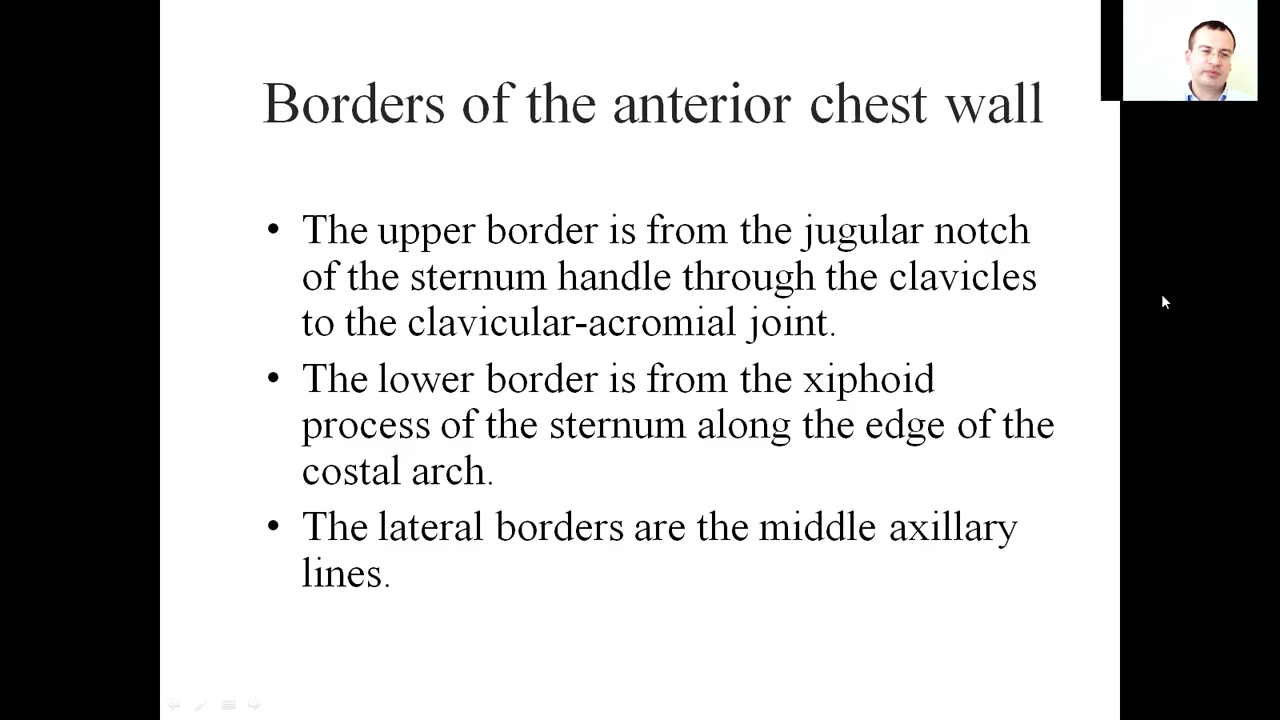 Borders of the anterior chest wall
• The upper border is from the jugular notch
of the sternum handle through the clavicles
to the clavicular-acromial joint.
• The lower border is from the xiphoid
process of the sternum along the edge of the
costal arch.
• The lateral borders are the middle axillary
lines.